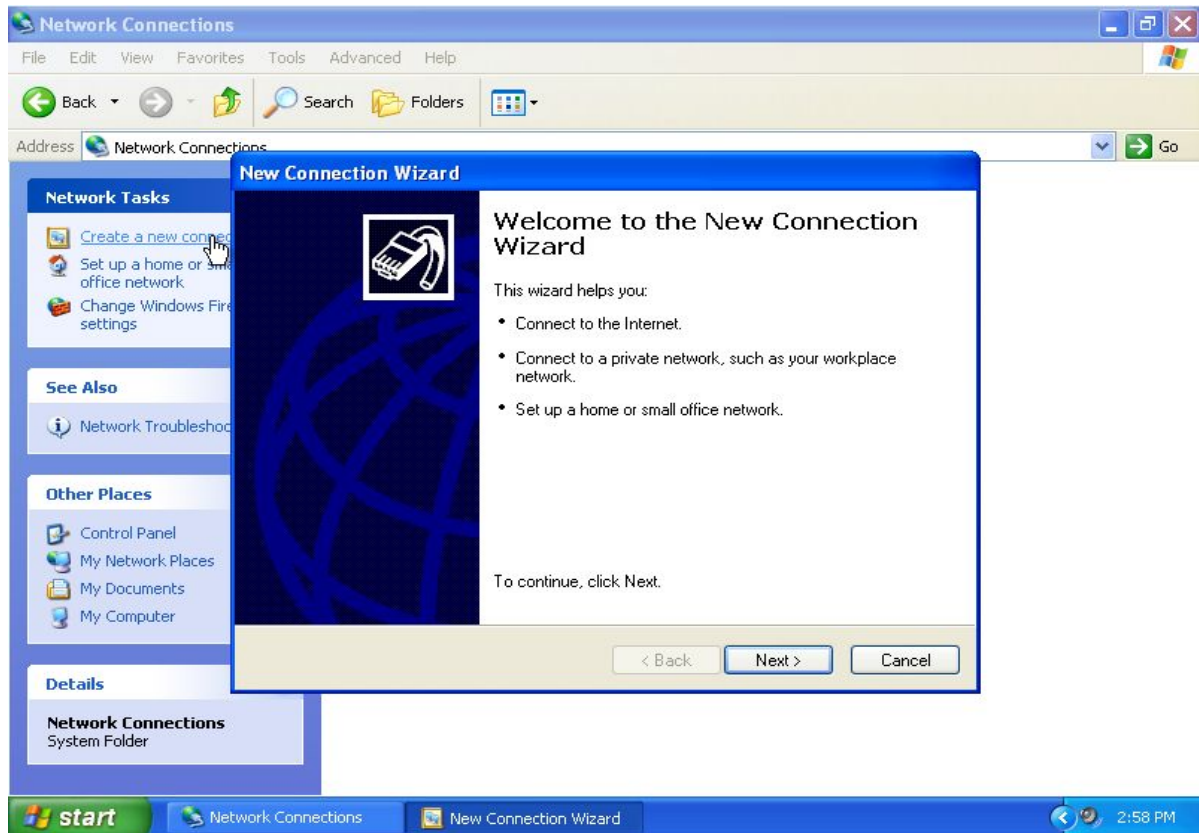 Network Connections
File Edit View Favorites Tools Advanced Help
Back Search Folders
Address Network Connections Go
Network Tasks
Create a new
Set up a home or
office network
Change Windows
settings
See Also
Network
Other Places
Control Panel
My Network Places
My Documents
My Computer
Details
Network Connections
System Folder
New Connection Wizard
Welcome to the New Connection
Wizard
This wizard helps you:
• Connect to the Internet.
• Connect to a private network, such as your workplace
network.
• Set up a home or small office network.
To continue, click Next.
< Back Next > Cancel
start Network Connections New Connection Wizard 2:58 PM